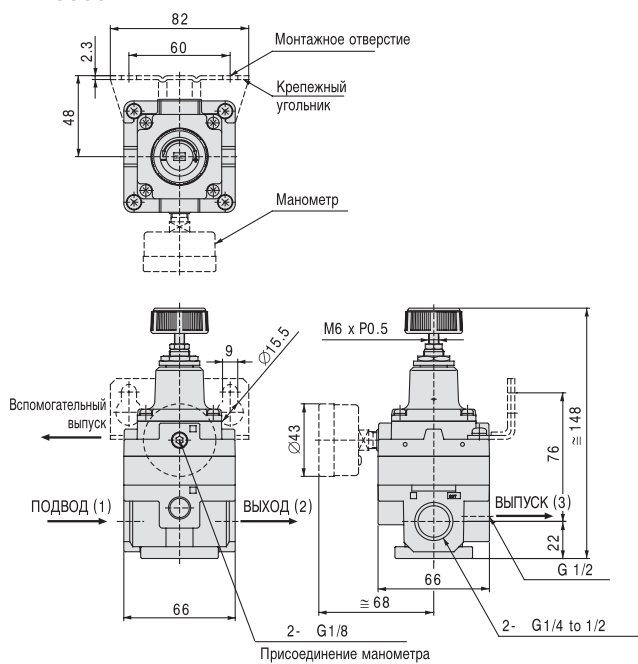 82
60
2.3
48
Монтажное отверстие
Крепежный
угольник
Манометр
M6 x P0.5
9
Ø15.5
Вспомогательный
выпуск
Ø43
76
≅ 148
ПОДВОД (1)
ВЫХОД (2)
ВЫПУСК (3)
22
G 1/2
66
66
≅ 68
2- G1/8
Присоединение манометра
2- G1/4 to 1/2